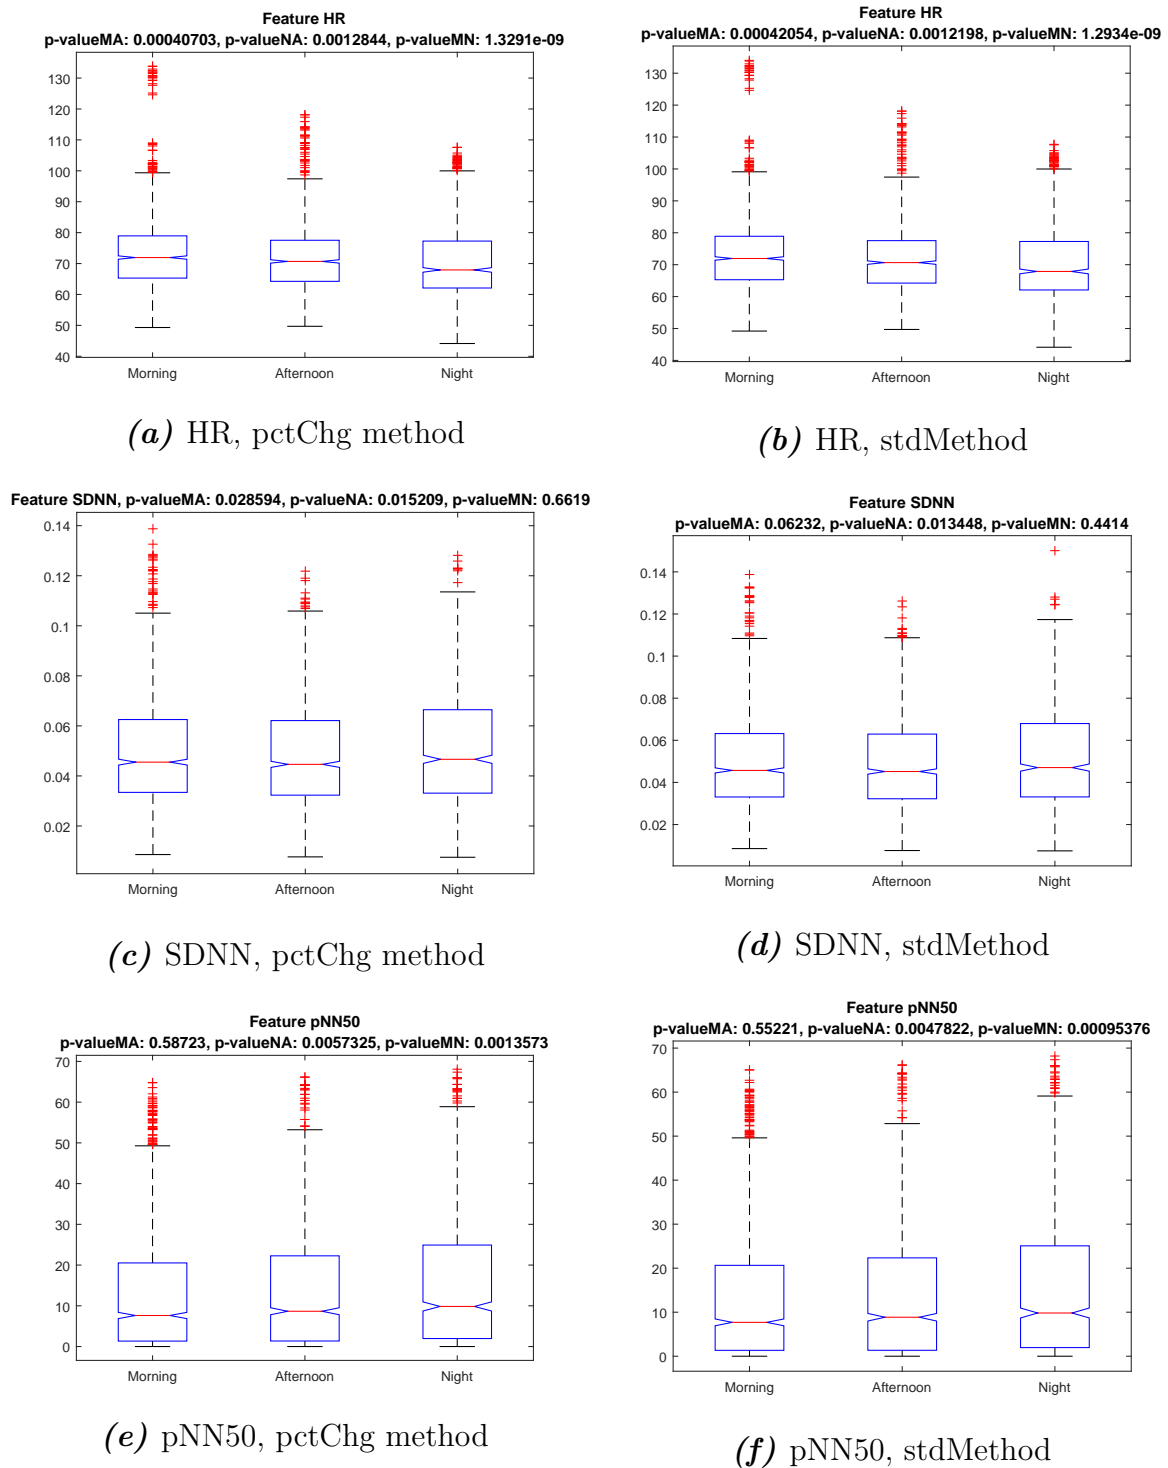 Feature HR
p-valueMA: 0.00040703, p-valueNA: 0.0012844, p-valueMN: 1.3291e-09
130
120
110
100
90
80
70
60
50
40
Morning Afternoon Night
(a) HR, pctChg method
Feature HR
p-valueMA: 0.00042054, p-valueNA: 0.0012198, p-valueMN: 1.2934e-09
130
120
110
100
90
80
70
60
50
40
Morning Afternoon Night
(b) HR, stdMethod
Feature SDNN, p-valueMA: 0.028594, p-valueNA: 0.015209, p-valueMN: 0.6619
0.14
0.12
0.1
0.08
0.06
0.04
0.02
Morning Afternoon Night
(c) SDNN, pctChg method
Feature SDNN
p-valueMA: 0.06232, p-valueNA: 0.013448, p-valueMN: 0.4414
0.14
0.12
0.1
0.08
0.06
0.04
0.02
Morning Afternoon Night
(d) SDNN, stdMethod
Feature pNN50
p-valueMA: 0.58723, p-valueNA: 0.0057325, p-valueMN: 0.0013573
70
60
50
40
30
20
10
0
Morning Afternoon Night
(e) pNN50, pctChg method
Feature pNN50
p-valueMA: 0.55221, p-valueNA: 0.0047822, p-valueMN: 0.00095376
70
60
50
40
30
20
10
0
Morning Afternoon Night
(f) pNN50, stdMethod